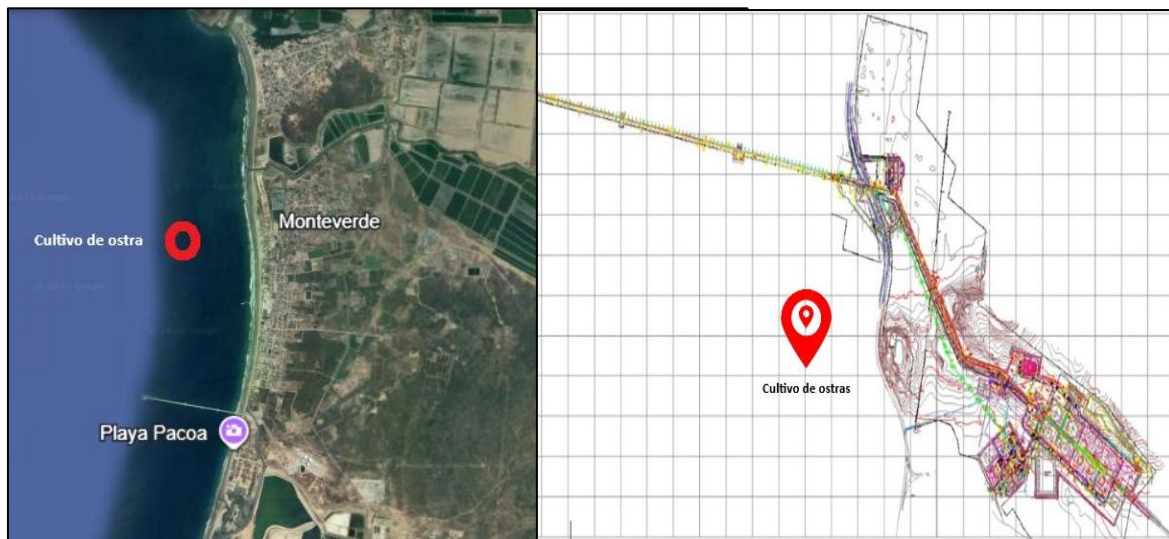 Monteverde
Cultivo de ostra
Playa Pacoa
Cultivo de ostras